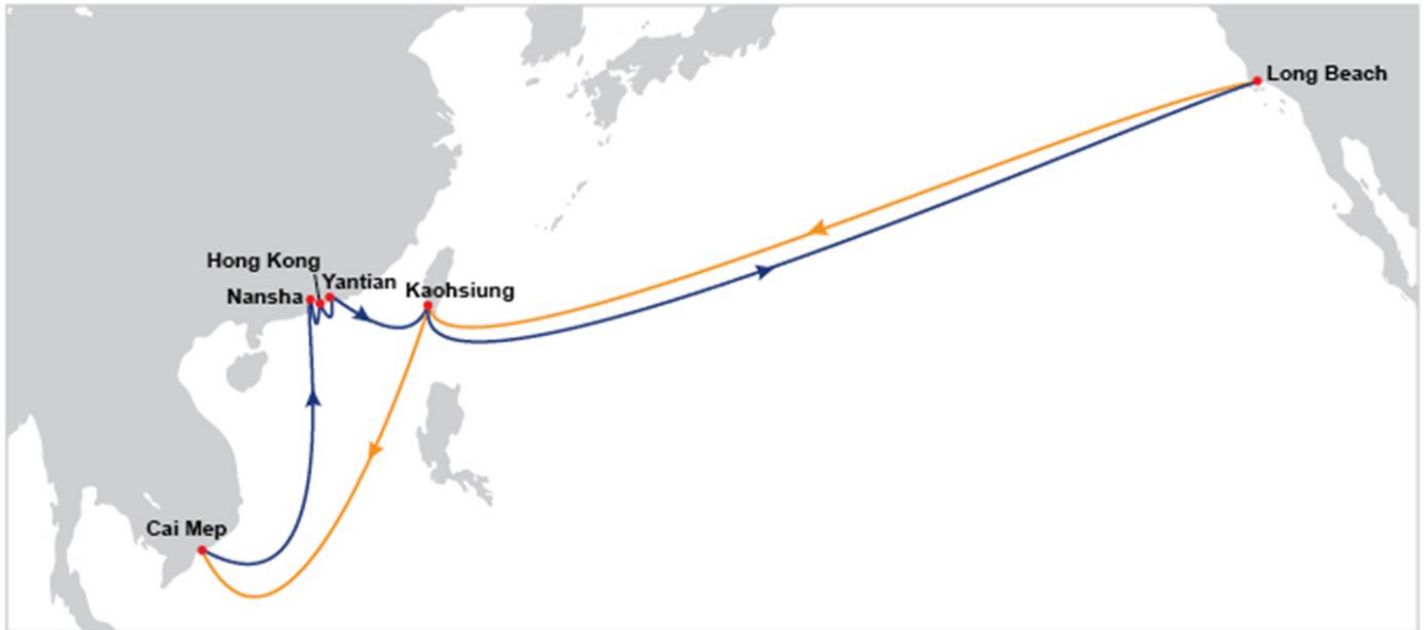 Long Beach
Hong Kong
Yantian
Nansha
Kaohsiung
Cai Mep